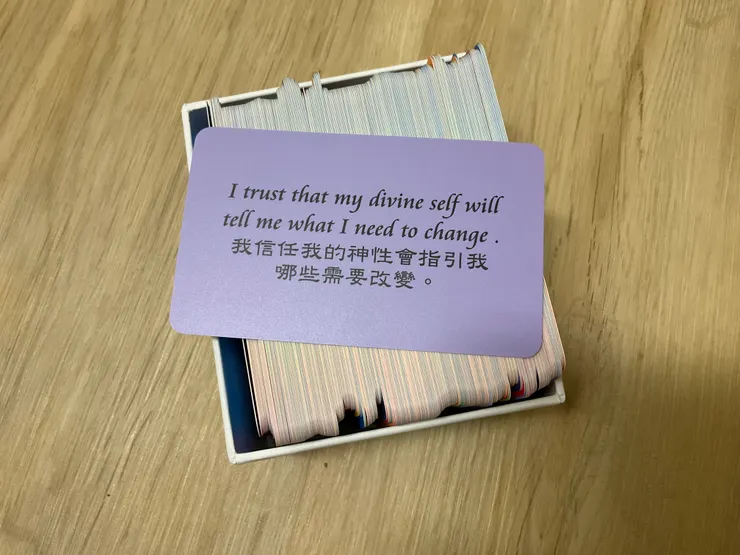 I trust that my divine self will
tell me what I need to change .
我信任我的神性會指引我
哪些需要改變。